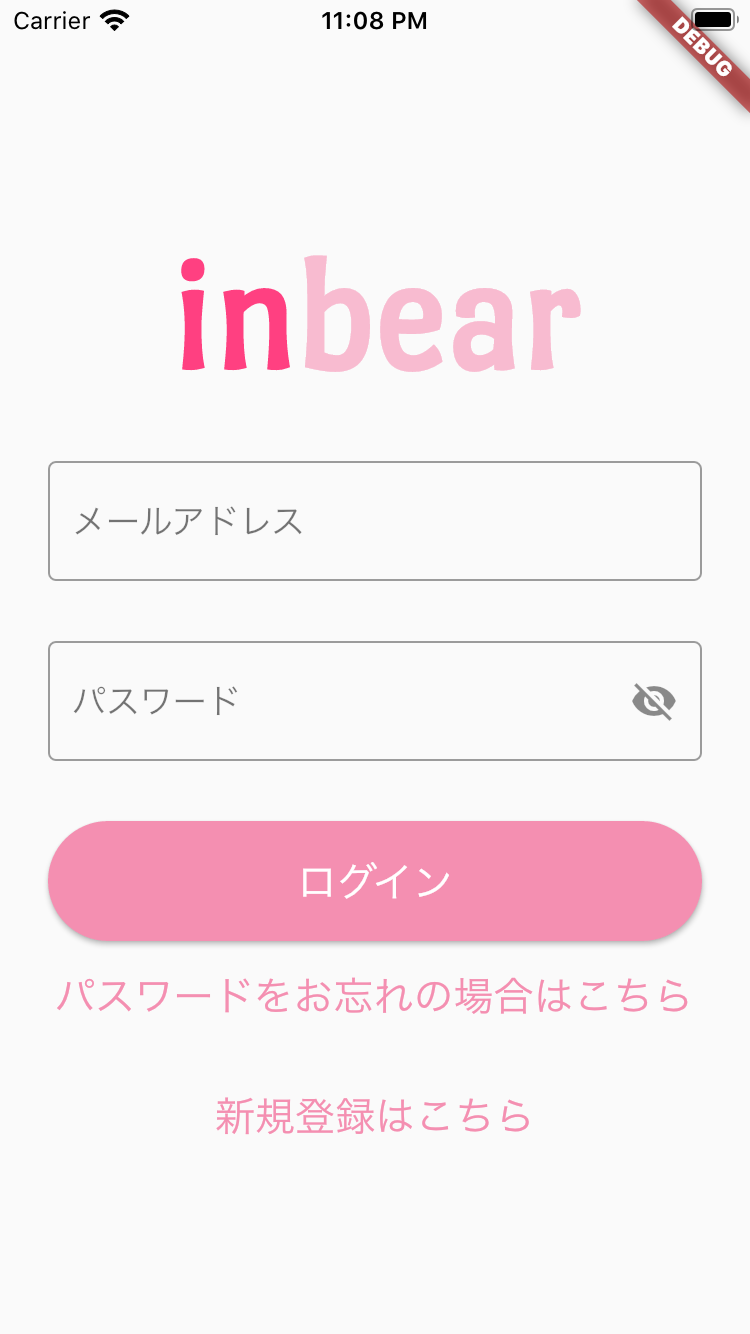 Carrier 11:08 PM
DEBUG
inbear
メールアドレス
パスワード
ログイン
パスワードをお忘れの場合はこちら
新規登録はこちら